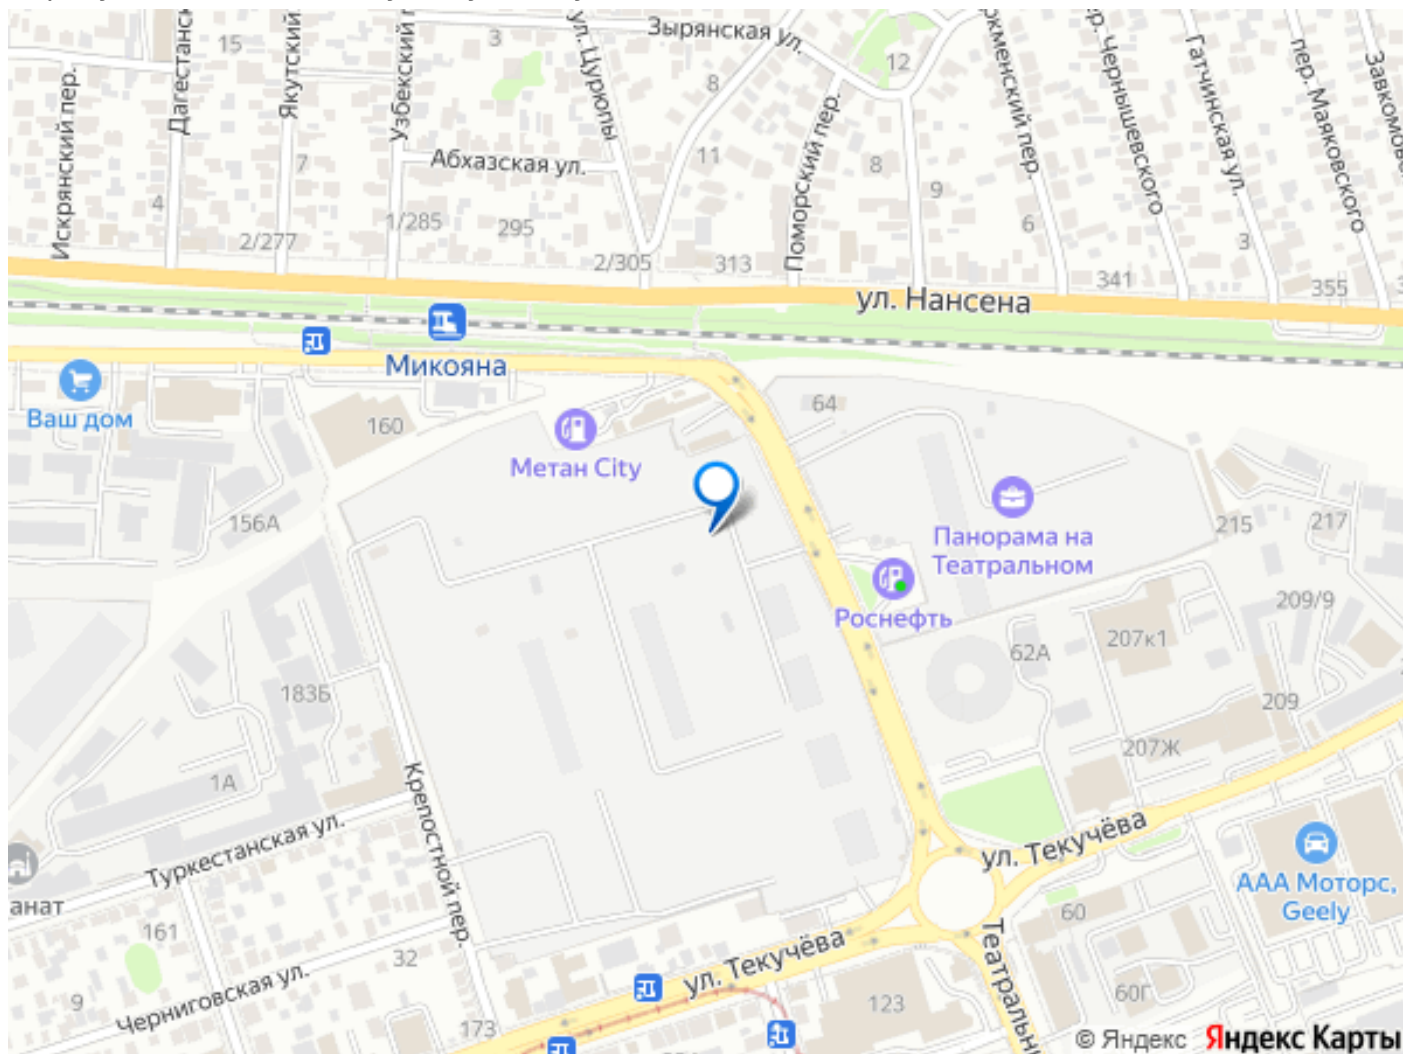 Зырянская ул.
ул. Цурюпы
Искрянский пер.
Дагестанск
Якутский
Узбекский
Абхазская ул.
Поморский пер.
ркменский пер.
пер. Чернышевского
Гатчинская ул.
пер. Маяковского
Завкомов
15
3
8
12
7
11
8
9
4
1/285
295
6
3
2/277
2/305
313
341
355
ул. Нансена
Микояна
Ваш дом
160
64
Метан City
156А
Панорама на
Театральном
215
217
Роснефть
209/9
62А
207к1
183Б
209
207Ж
1А
Крепостной пер.
Туркестанская ул.
ул. Текучёва
ААА Моторс,
Geely
анат
161
32
60
ул. Текучёва
Театральн
9
Черниговская ул.
173
123
60Г
© Яндекс Яндекс Карты